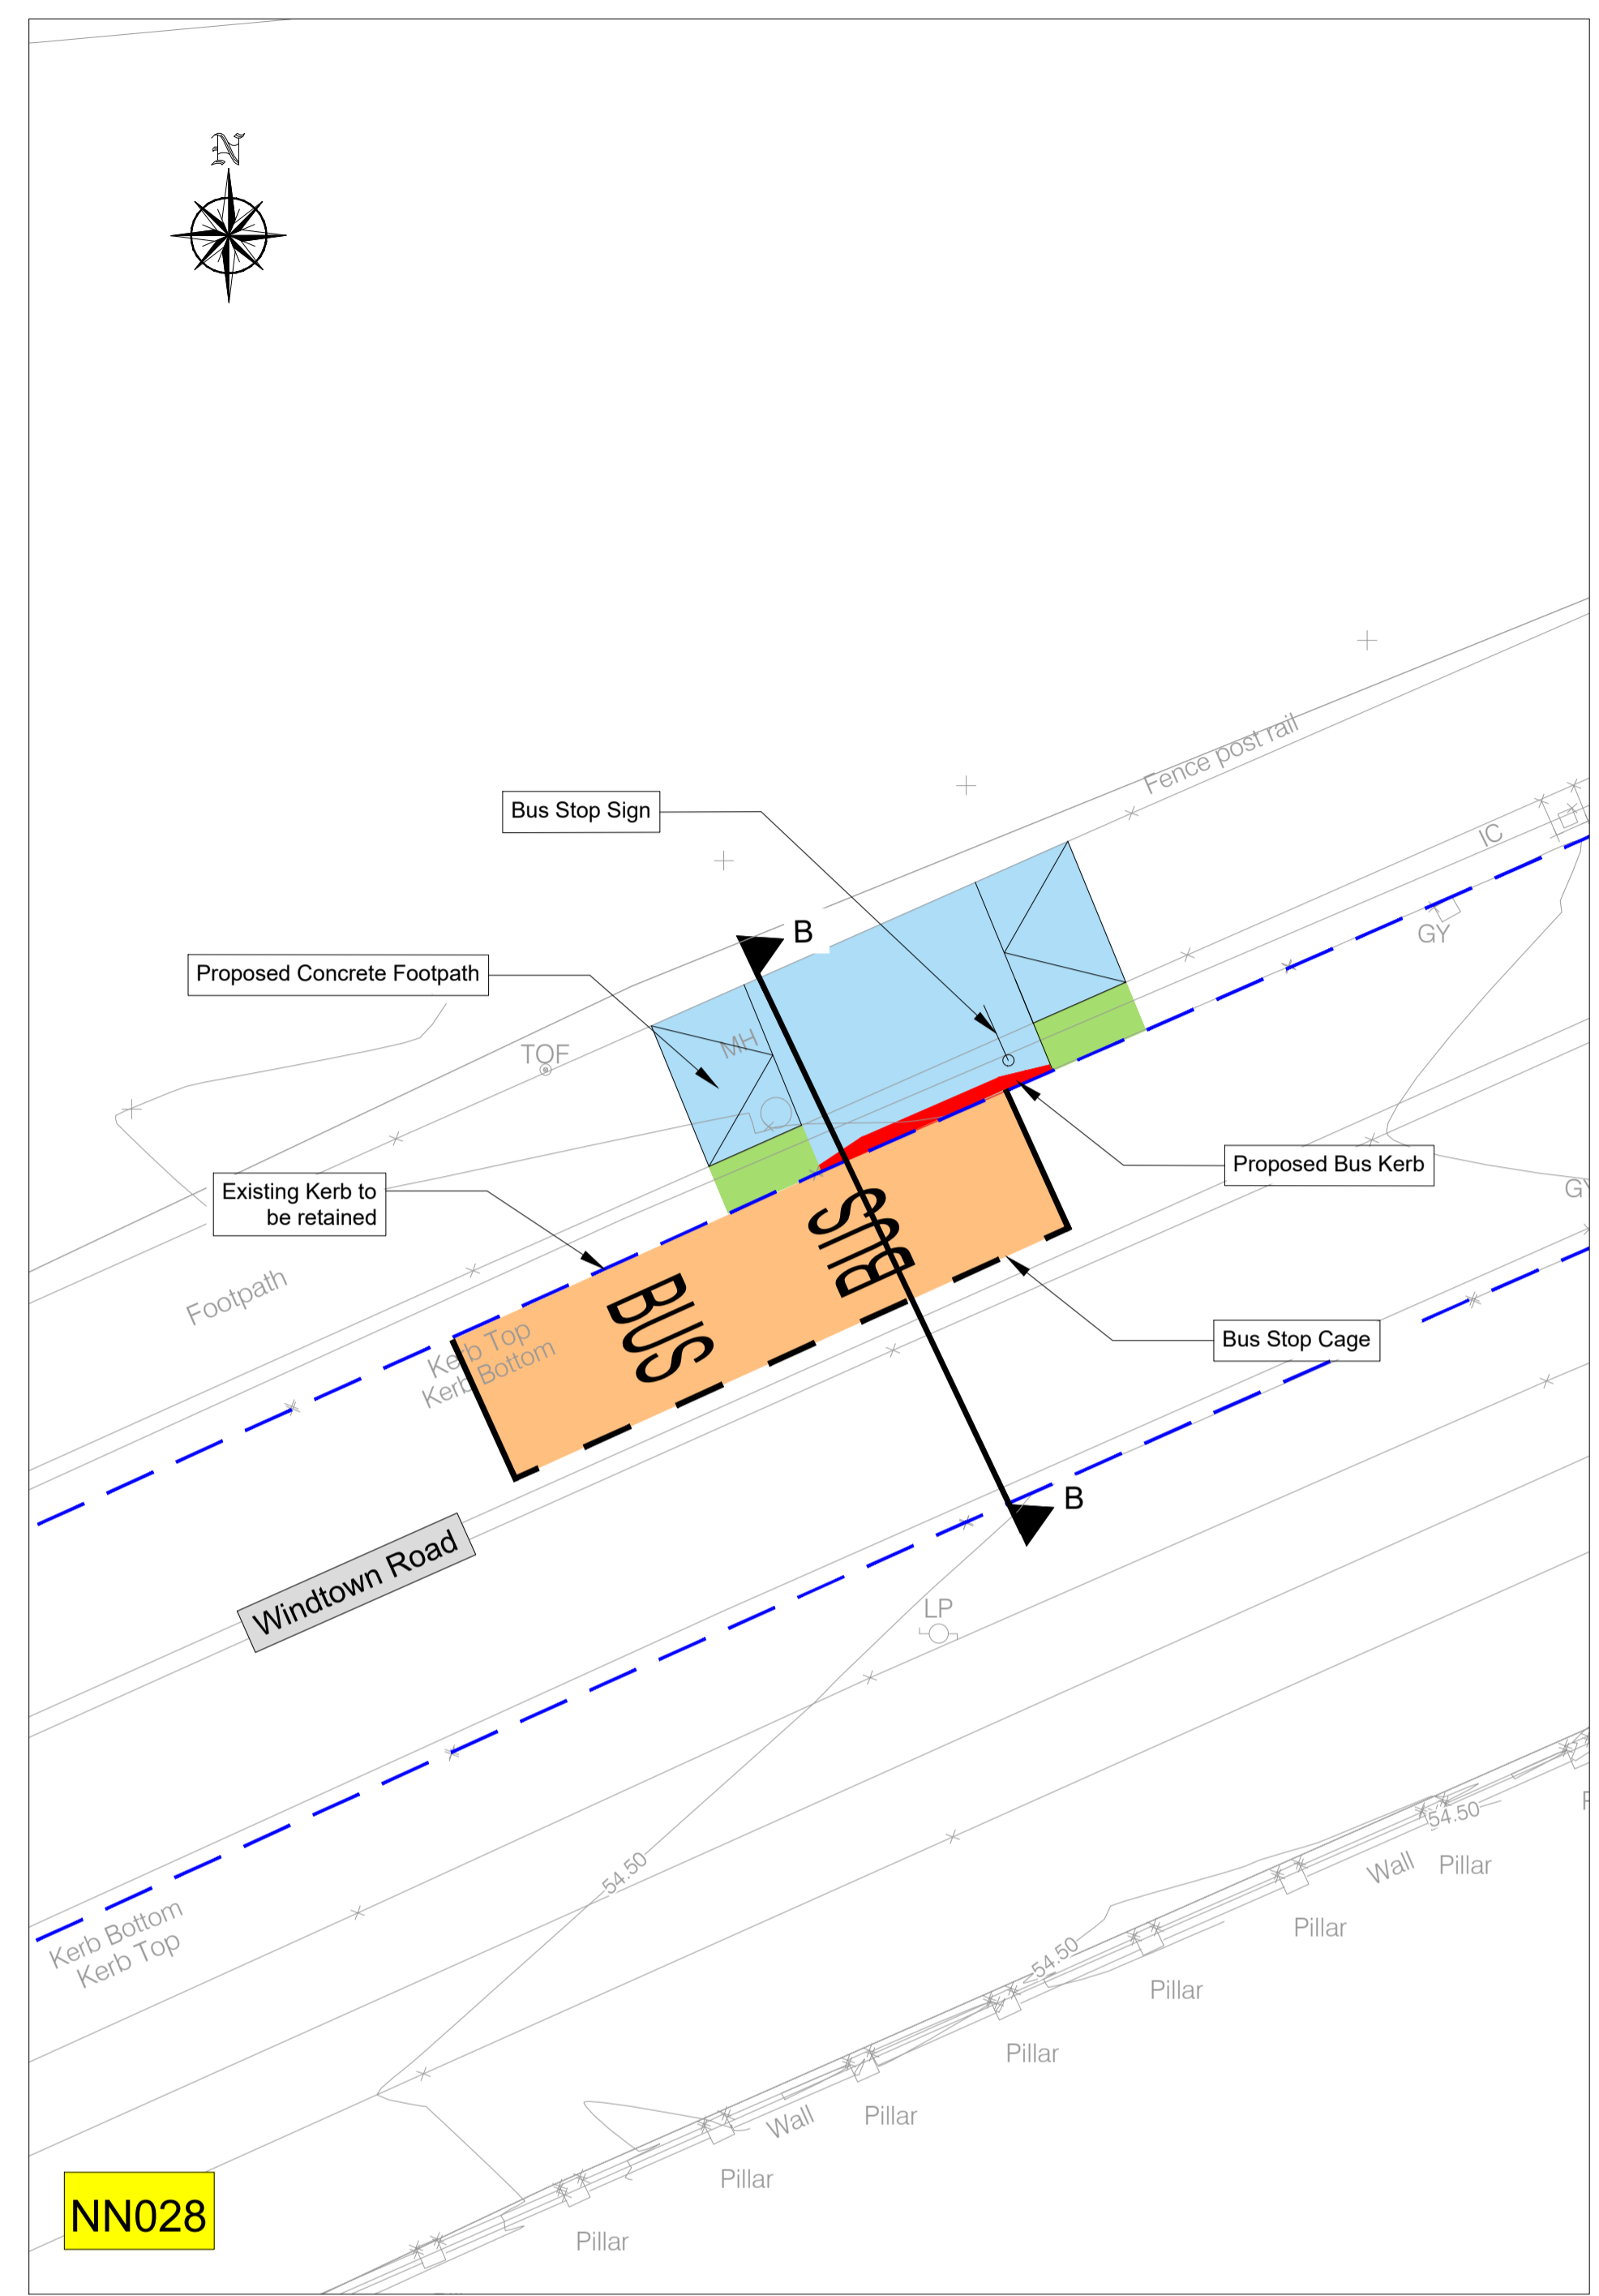 N
Fence post rail
Bus Stop Sign
IC
GY
B
Proposed Concrete Footpath
MH
TOF
Proposed Bus Kerb
Existing Kerb to
be retained
GY
BUS
BUS
Footpath
Kerb Top
Kerb Bottom
Bus Stop Cage
B
Windtown Road
LP
54.50
54.50
Wall
Pillar
Kerb Bottom
Kerb Top
Pillar
54.50
Pillar
Pillar
Wall
Pillar
Pillar
NN028
Pillar